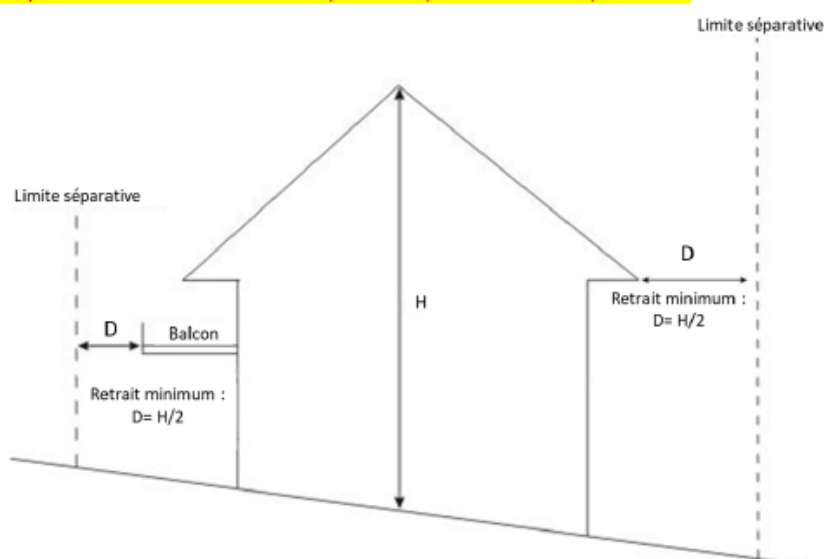 Limite séparative
Limite séparative
D
Retrait minimum :
D= H/2
H
D
Balcon
Retrait minimum :
D= H/2